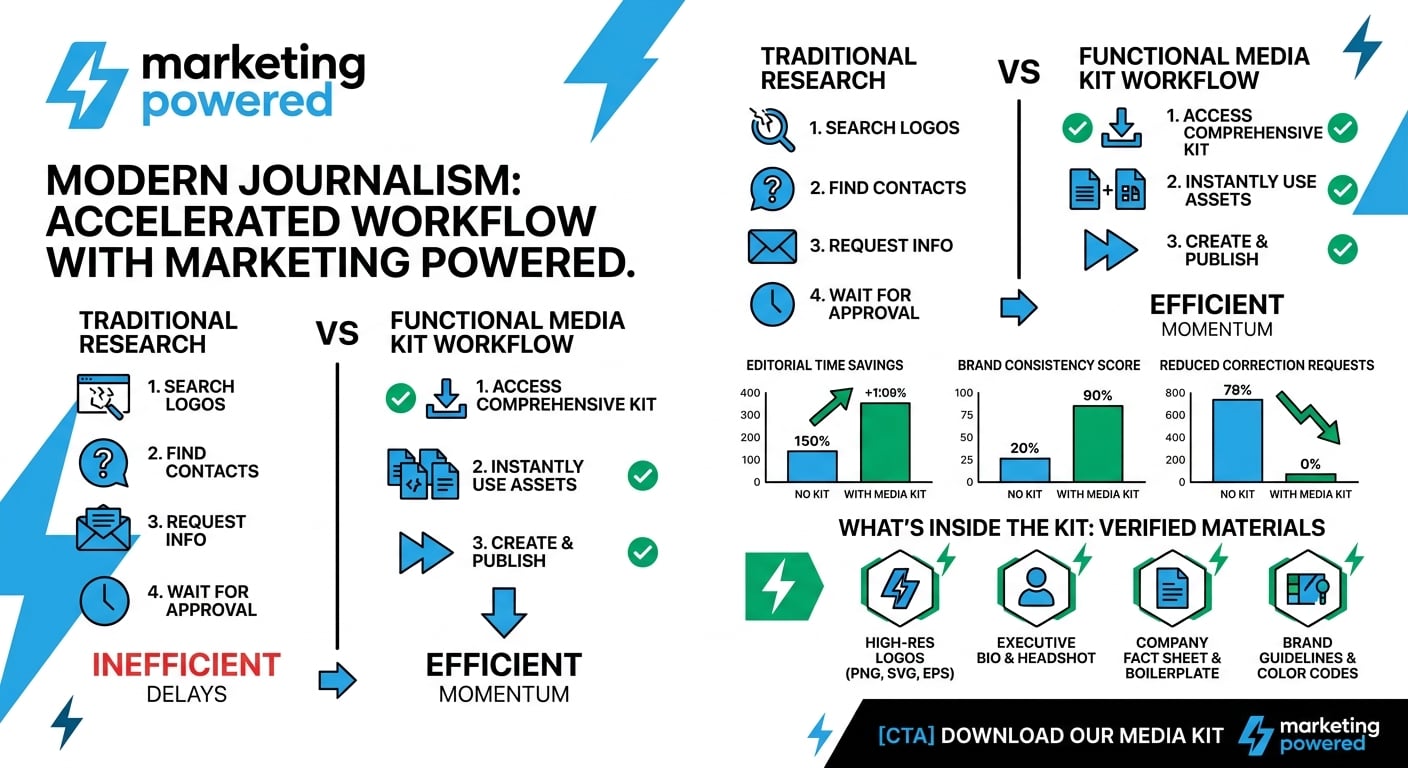 marketing
powered
MODERN JOURNALISM:
ACCELERATED WORKFLOW
WITH MARKETING POWERED.
TRADITIONAL
RESEARCH
VS
FUNCTIONAL MEDIA
KIT WORKFLOW
1. SEARCH
LOGOS
2. FIND
CONTACTS
3. REQUEST
INFO
4. WAIT FOR
APPROVAL
INEFFICIENT
DELAYS
1. ACCESS
COMPREHENSIVE KIT
2. INSTANTLY
USE ASSETS
3. CREATE &
PUBLISH
EFFICIENT
MOMENTUM
TRADITIONAL
RESEARCH
VS
FUNCTIONAL MEDIA
KIT WORKFLOW
1. SEARCH LOGOS
2. FIND CONTACTS
3. REQUEST INFO
4. WAIT FOR
APPROVAL
1. ACCESS
COMPREHENSIVE
KIT
2. INSTANTLY USE
ASSETS
3. CREATE &
PUBLISH
EFFICIENT
MOMENTUM
EDITORIAL TIME SAVINGS
400
300
200
100
0
150%
NO KIT
WITH MEDIA KIT
BRAND CONSISTENCY SCORE
100
75
50
25
0
20%
90%
NO KIT
WITH MEDIA KIT
REDUCED CORRECTION REQUESTS
800
600
400
200
0
78%
0%
NO KIT
WITH MEDIA KIT
WHAT'S INSIDE THE KIT: VERIFIED MATERIALS
HIGH-RES
LOGOS
(PNG, SVG, EPS)
EXECUTIVE
BIO & HEADSHOT
COMPANY
FACT SHEET &
BOILERPLATE
BRAND
GUIDELINES &
COLOR CODES
[CTA] DOWNLOAD OUR MEDIA KIT
marketing
powered